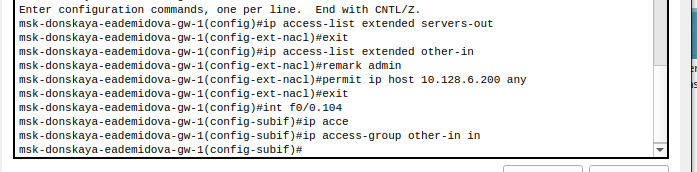 Enter configuration commands, one per line.  End with CNTL/Z.
msk-donskaya-eademidova-gw-1(config)#ip access-list extended servers-out
msk-donskaya-eademidova-gw-1(config-ext-nacl)#exit
msk-donskaya-eademidova-gw-1(config)#ip access-list extended other-in
msk-donskaya-eademidova-gw-1(config-ext-nacl)#remark admin
msk-donskaya-eademidova-gw-1(config-ext-nacl)#permit ip host 10.128.6.200 any
msk-donskaya-eademidova-gw-1(config-ext-nacl)#exit
msk-donskaya-eademidova-gw-1(config)#int f0/0.104
msk-donskaya-eademidova-gw-1(config-subif)#ip acce
msk-donskaya-eademidova-gw-1(config-subif)#ip access-group other-in in
msk-donskaya-eademidova-gw-1(config-subif)#